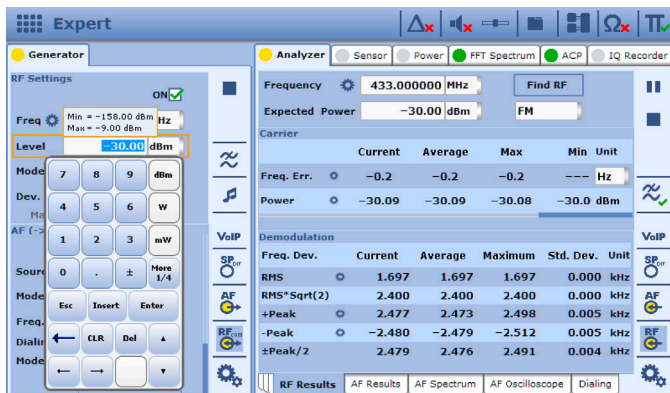 Expert
Generator
Analyzer
Sensor
Power
FFT Spectrum
ACP
IQ Recorder
RF Settings
ON
Min = -158.00 dBm
Max = -9.00 dBm
Freq
Hz
Level
-30.00 dBm
Mode
Dev.
Ma
AF (->
Sourc
Mode
Freq.
Dialin
Mode
7 8 9 dBm
4 5 6 W
1 2 3 mW
0 . ± More 1/4
Esc Insert Enter
← CLR Del ▲
← → ▼
VoIP
SP Dir
AF
RF com
Frequency 433.000000 MHz Find RF
Expected Power -30.00 dBm FM
Carrier
Current Average Max Min Unit
Freq. Err. -0.2 -0.2 -0.2 --- Hz
Power -30.09 -30.09 -30.08 -30.0 dBm
Demodulation
Freq. Dev. Current Average Maximum Std. Dev. Unit
RMS 1.697 1.697 1.697 0.000 kHz
RMS*Sqrt(2) 2.400 2.400 2.400 0.000 kHz
+Peak 2.477 2.473 2.498 0.005 kHz
-Peak -2.480 -2.479 -2.512 0.005 kHz
±Peak/2 2.479 2.476 2.491 0.004 kHz
RF Results
AF Results
AF Spectrum
AF Oscilloscope
Dialing
VoIP
SP Dir
AF
RF